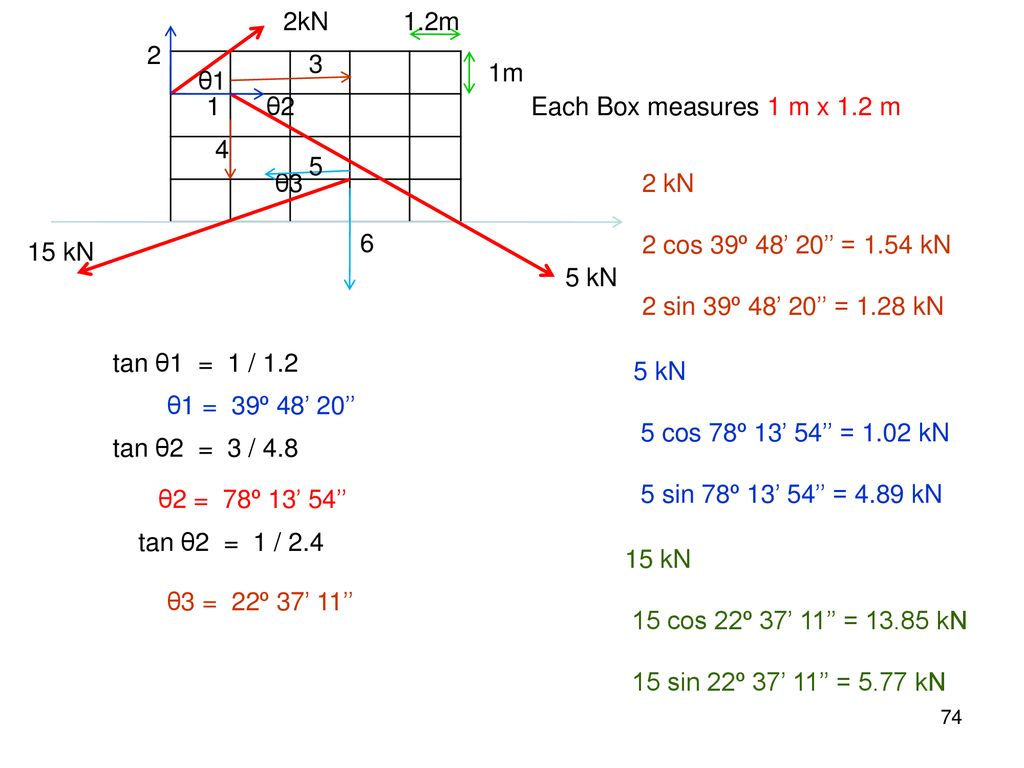 2kN 1.2m
2
3
θ1
1m
1 θ2
Each Box measures 1 m x 1.2 m
4
5
θ3
2 kN
6
15 kN
2 cos 39º 48’ 20’’ = 1.54 kN
5 kN
2 sin 39º 48’ 20’’ = 1.28 kN
tan θ1 = 1 / 1.2
θ1 = 39º 48’ 20’’
tan θ2 = 3 / 4.8
θ2 = 78º 13’ 54’’
tan θ2 = 1 / 2.4
θ3 = 22º 37’ 11’’
5 kN
5 cos 78º 13’ 54’’ = 1.02 kN
5 sin 78º 13’ 54’’ = 4.89 kN
15 kN
15 cos 22º 37’ 11’’ = 13.85 kN
15 sin 22º 37’ 11’’ = 5.77 kN
74